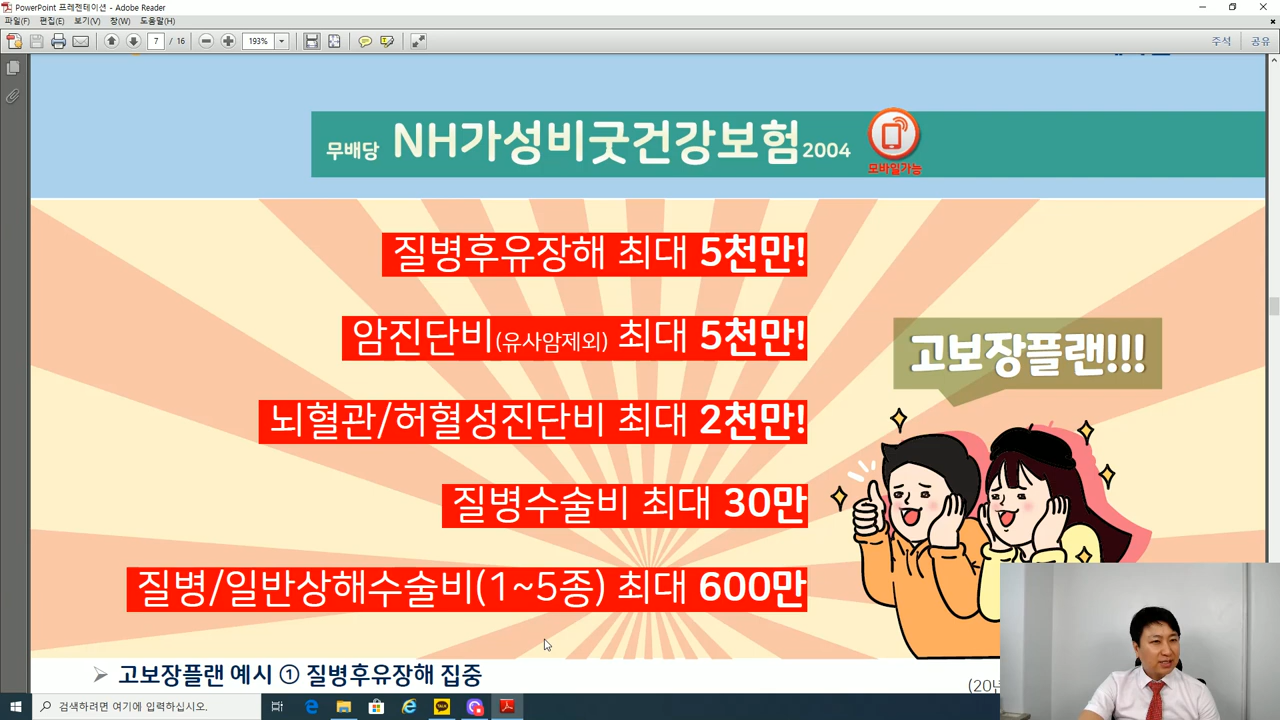 PowerPoint 프레젠테이션 - Adobe Reader
파일(F) 편집(E) 보기(V) 창(W) 도움말(H)
7 / 16 193% 주석 공유
무배당 NH가성비굿건강보험2004
모바일가능
질병후유장해 최대 5천만!
암진단비(유사암제외) 최대 5천만!
고보장플랜!!!
뇌혈관/허혈성진단비 최대 2천만!
질병수술비 최대 30만
질병/일반상해수술비(1~5종) 최대 600만
➢ 고보장플랜 예시 ① 질병후유장해 집중
(20년
검색하려면 여기에 입력하십시오.
TALK